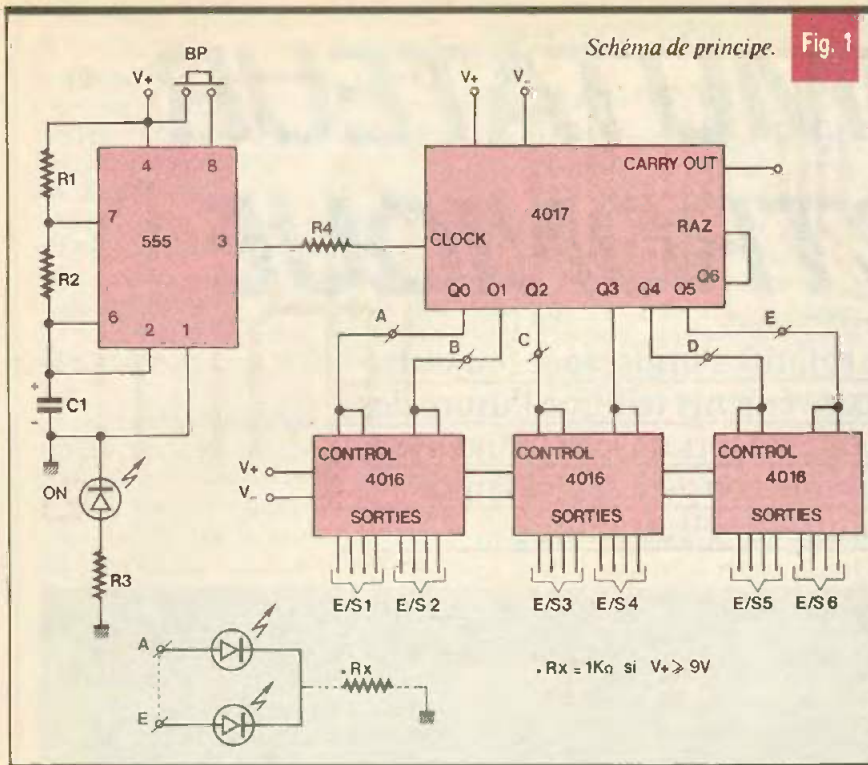 Schéma de principe.
Fig. 1
BP
V+
V+
V-
4
8
R1
7
555
3
R4
R2
6
2
1
+
C1
-
CARRY OUT
4017
CLOCK
RAZ
Q6
Q0
Q1
Q2
Q3
Q4
Q5
A
B
C
D
E
ON
R3
V+
V-
CONTROL
4016
SORTIES
CONTROL
4016
SORTIES
CONTROL
4016
SORTIES
E/S1
E/S2
E/S3
E/S4
E/S5
E/S6
A
E
.Rx
.Rx = 1KΩ si V+ ⩾ 9V